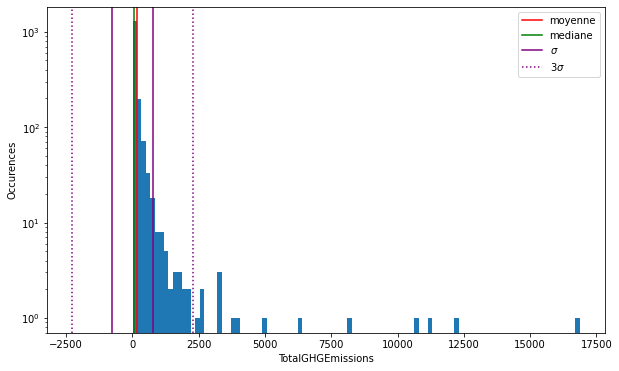 10³
10²
10¹
10⁰
Occurences
−2500
0
2500
5000
7500
10000
12500
15000
17500
TotalGHGEmissions
moyenne
mediane
σ
3σ